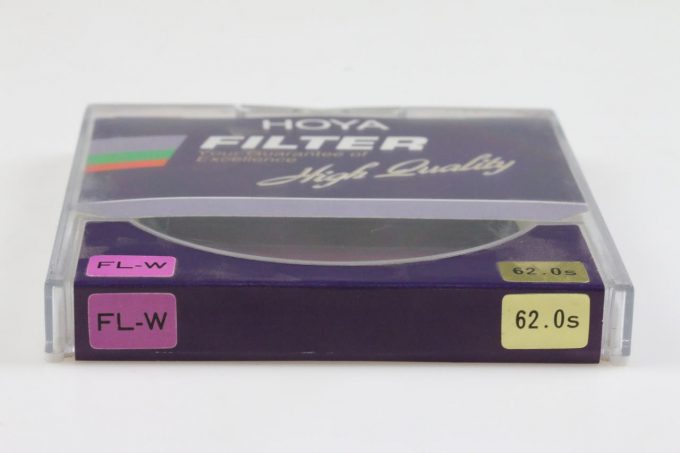 HOYA
FILTER
Your Guarantee of
Excellence
High Quality
FL-W
62.0s
FL-W
62.0s